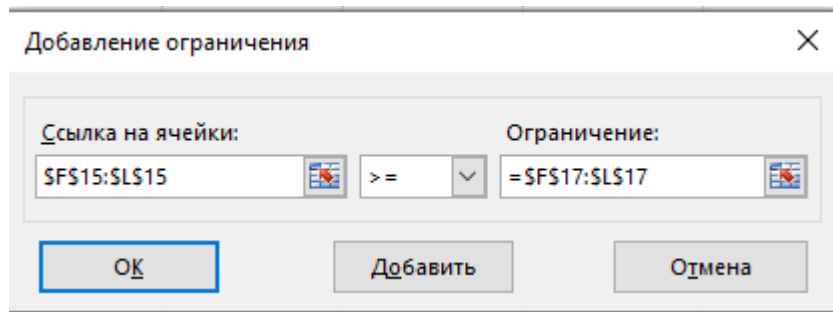 Добавление ограничения
Ссылка на ячейки:
Ограничение:
$F$15:$L$15
>=
=$F$17:$L$17
ОК
Добавить
Отмена